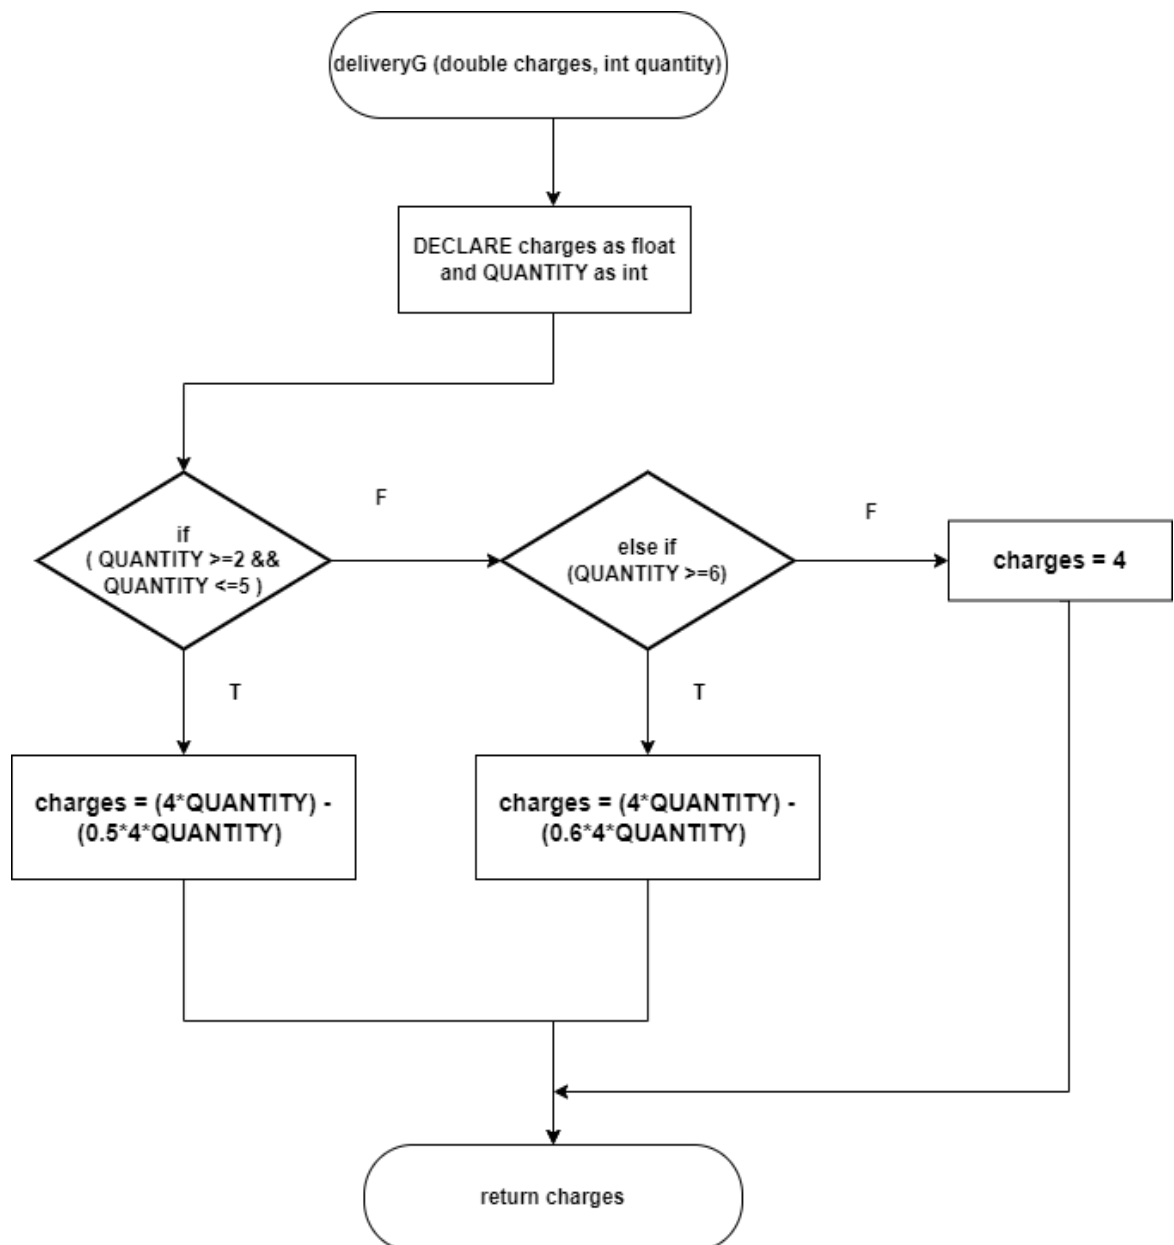 deliveryG (double charges, int quantity)
DECLARE charges as float
and QUANTITY as int
if
( QUANTITY >=2 &&
QUANTITY <=5 )
F
else if
(QUANTITY >=6)
F
charges = 4
T
T
charges = (4*QUANTITY) -
(0.5*4*QUANTITY)
charges = (4*QUANTITY) -
(0.6*4*QUANTITY)
return charges